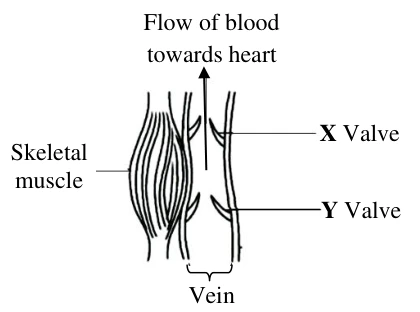 Flow of blood
towards heart
X Valve
Skeletal
muscle
Y Valve
Vein